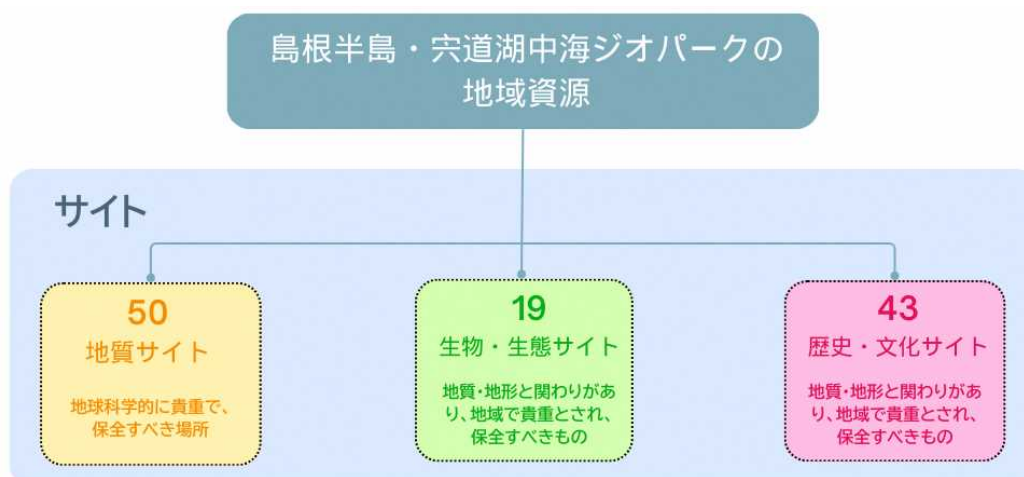 島根半島・宍道湖中海ジオパークの
地域資源
サイト
50
地質サイト
地球科学的に貴重で、
保全すべき場所
19
生物・生態サイト
地質・地形と関わりがあ
り、地域で貴重とされ、
保全すべきもの
43
歴史・文化サイト
地質・地形と関わりがあ
り、地域で貴重とされ、
保全すべきもの